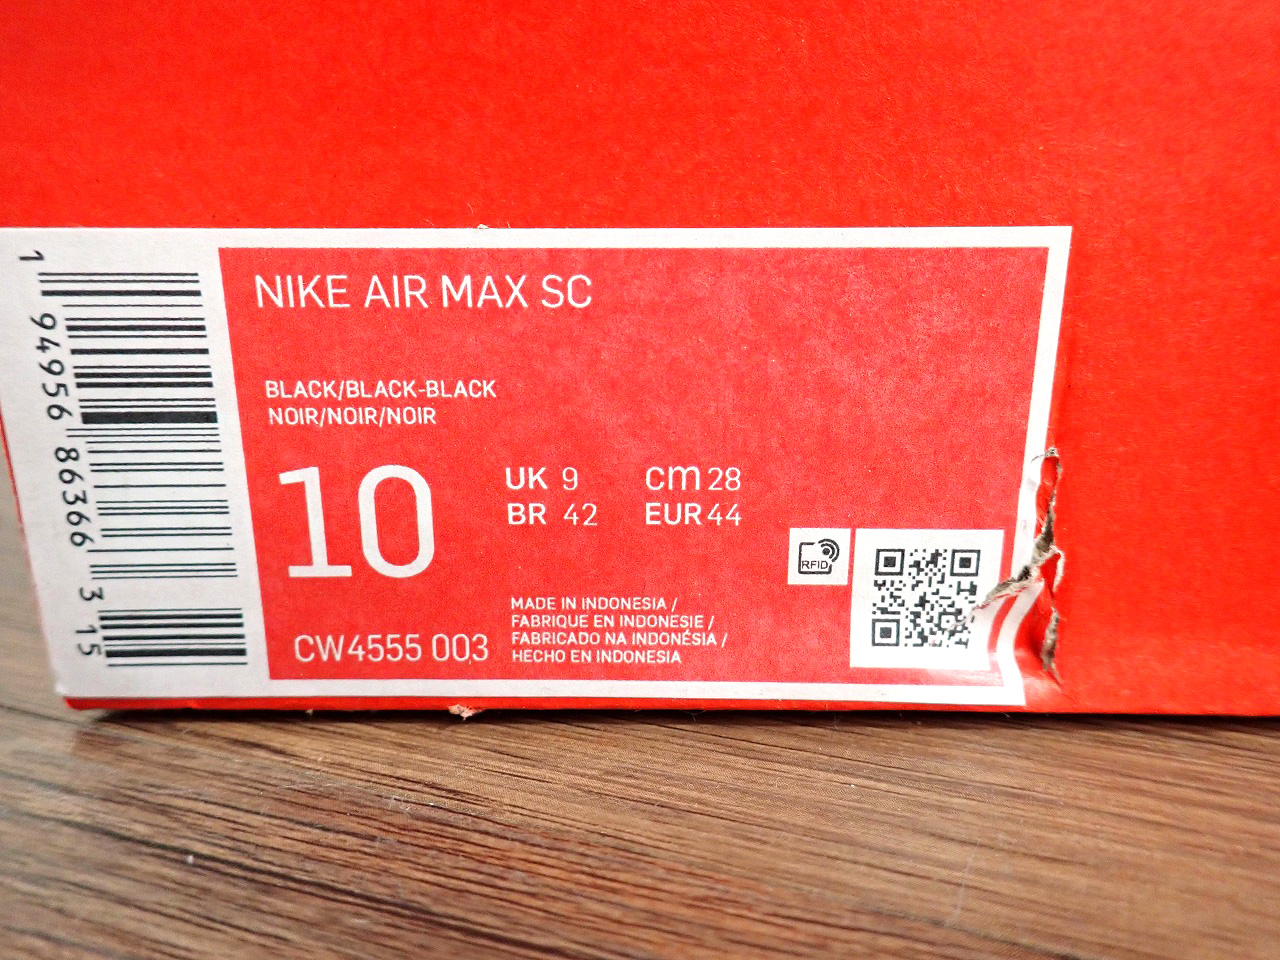 NIKE AIR MAX SC
BLACK/BLACK-BLACK
NOIR/NOIR/NOIR
10
UK 9
cm 28
BR 42
EUR 44
RFID
MADE IN INDONESIA /
FABRIQUE EN INDONESIE /
FABRICADO NA INDONÉSIA /
HECHO EN INDONESIA
CW4555 003
1 94956 86366 3 15